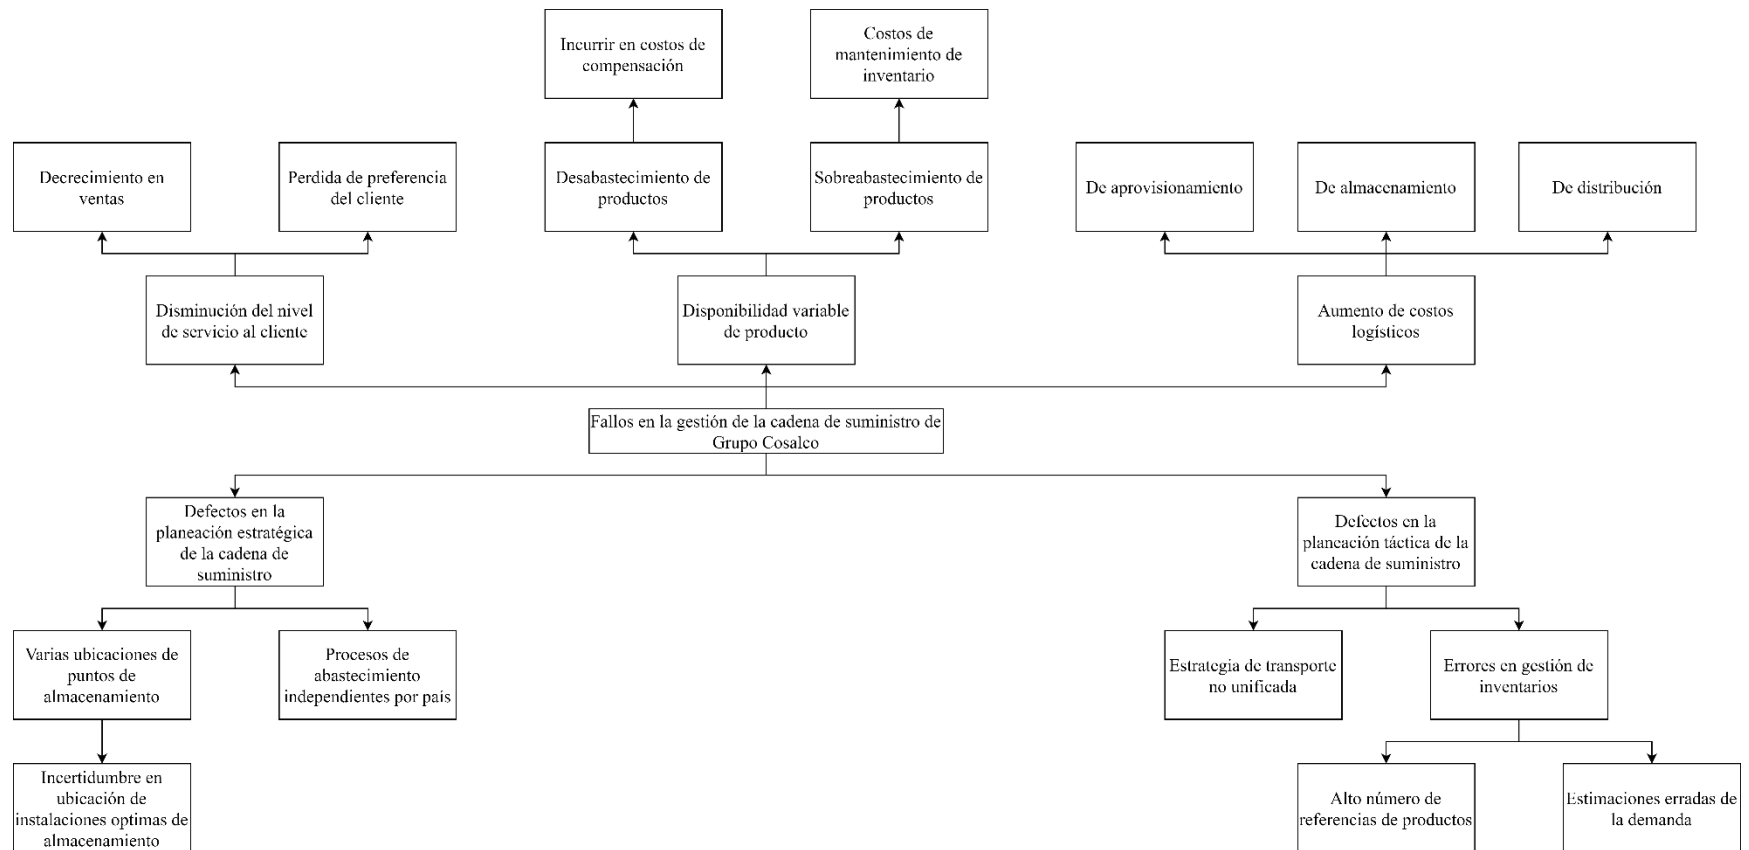 Incurrir en costos de
compensación
Costos de
mantenimiento de
inventario
Decrecimiento en
ventas
Perdida de preferencia
del cliente
Desabastecimiento de
productos
Sobreabastecimiento de
productos
De aprovisionamiento
De almacenamiento
De distribución
Disminución del nivel
de servicio al cliente
Disponibilidad variable
de producto
Aumento de costos
logísticos
Fallos en la gestión de la cadena de suministro de
Grupo Cosalco
Defectos en la
planeación estratégica
de la cadena de
suministro
Defectos en la
planeación táctica de la
cadena de suministro
Varias ubicaciones de
puntos de
almacenamiento
Procesos de
abastecimiento
independientes por país
Estrategia de transporte
no unificada
Errores en gestión de
inventarios
Incertidumbre en
ubicación de
instalaciones optimas de
almacenamiento
Alto número de
referencias de productos
Estimaciones erradas de
la demanda